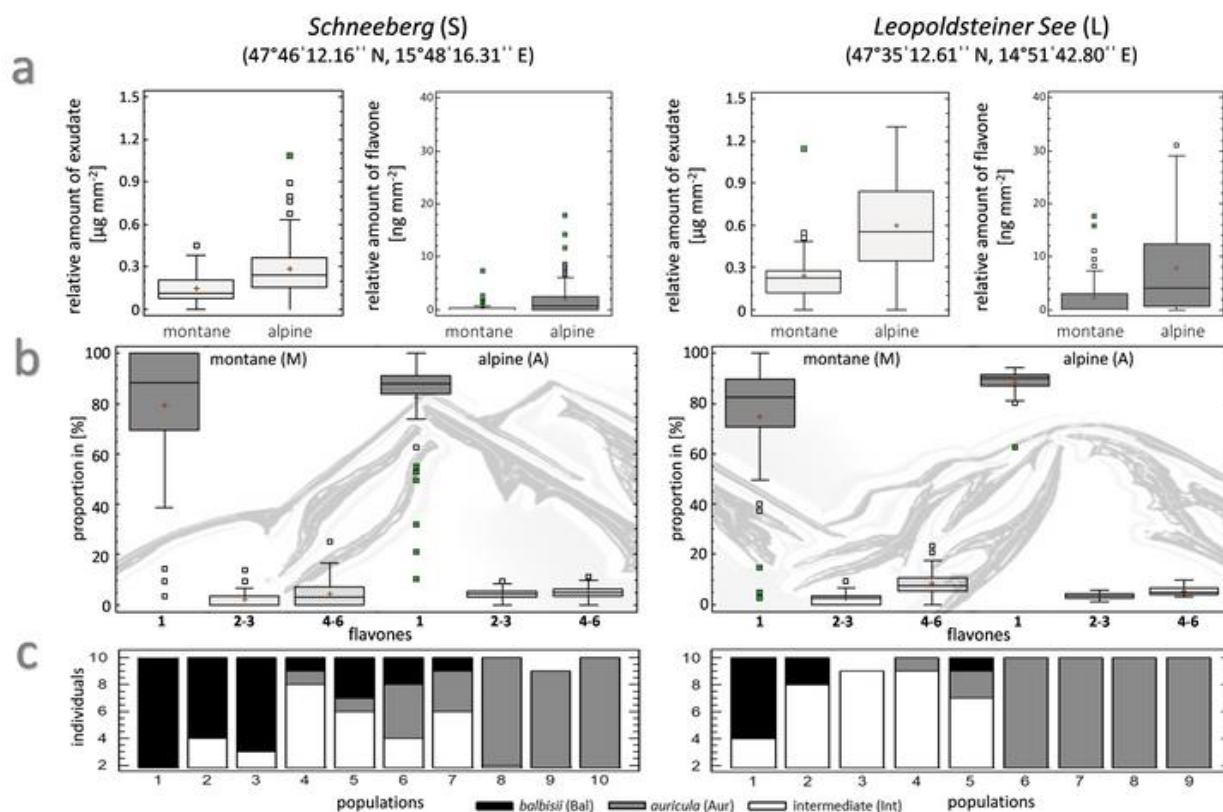 Schneeberg (S)
(47°46'12.16'' N, 15°48'16.31'' E)
Leopoldsteiner See (L)
(47°35'12.61'' N, 14°51'42.80'' E)
a
relative amount of exudate
[µg mm-2]
1.5
1.2
0.9
0.6
0.3
0
montane
alpine
relative amount of flavone
[ng mm-2]
40
30
20
10
0
montane
alpine
relative amount of exudate
[µg mm-2]
1.5
1.2
0.9
0.6
0.3
0
montane
alpine
relative amount of flavone
[ng mm-2]
40
30
20
10
0
montane
alpine
b
proportion in [%]
100
80
60
40
20
0
montane (M)
alpine (A)
1
2-3
4-6
1
2-3
4-6
flavones
proportion in [%]
100
80
60
40
20
0
montane (M)
alpine (A)
1
2-3
4-6
1
2-3
4-6
flavones
c
individuals
10
8
6
4
2
1 2 3 4 5 6 7 8 9 10
populations
10
8
6
4
2
1 2 3 4 5 6 7 8 9
populations
balbisii (Bal)
auricula (Aur)
intermediate (Int)